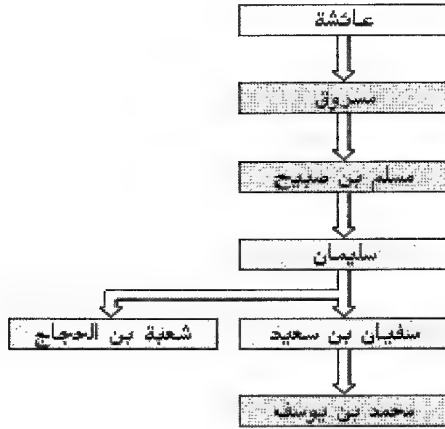 عائشة
مسروق
مسلم بن صبيح
سليمان
سفيان بن سعيد
شعبة بن الحجاج
محمد بن يوسف